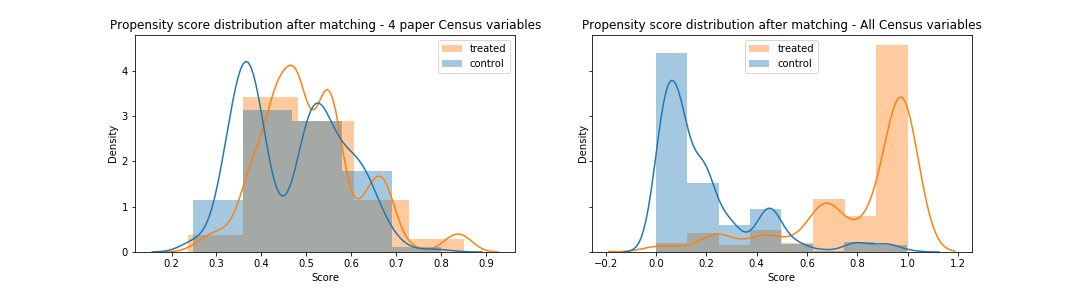 Propensity score distribution after matching - 4 paper Census variables
treated
control
4
3
2
1
0
Density
0.2 0.3 0.4 0.5 0.6 0.7 0.8 0.9
Score
Propensity score distribution after matching - All Census variables
treated
control
Density
−0.2 0.0 0.2 0.4 0.6 0.8 1.0 1.2
Score